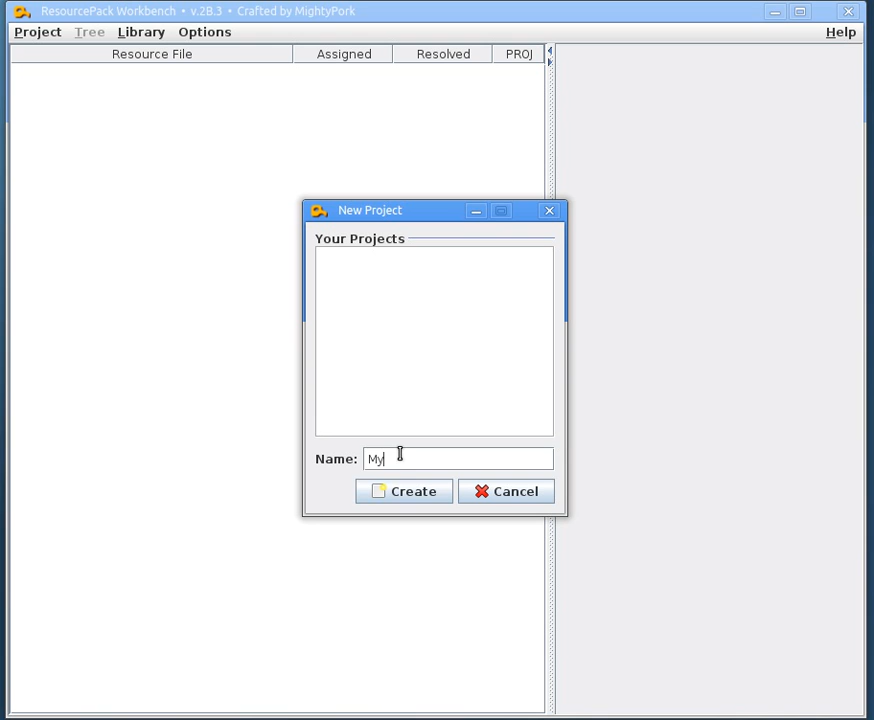 ResourcePack Workbench • v.2B.3 • Crafted by MightyPork
Project Tree Library Options Help
Resource File Assigned Resolved PROJ
New Project
Your Projects
Name: My
Create Cancel